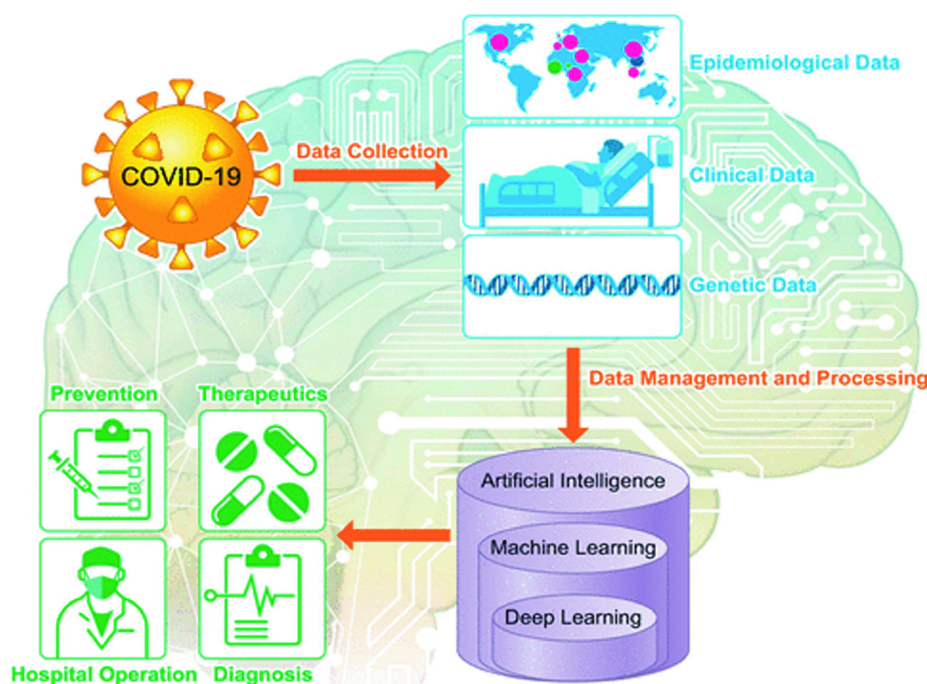 COVID-19
Data Collection
Epidemiological Data
Clinical Data
Genetic Data
Data Management and Processing
Artificial Intelligence
Machine Learning
Deep Learning
Prevention
Therapeutics
Hospital Operation
Diagnosis